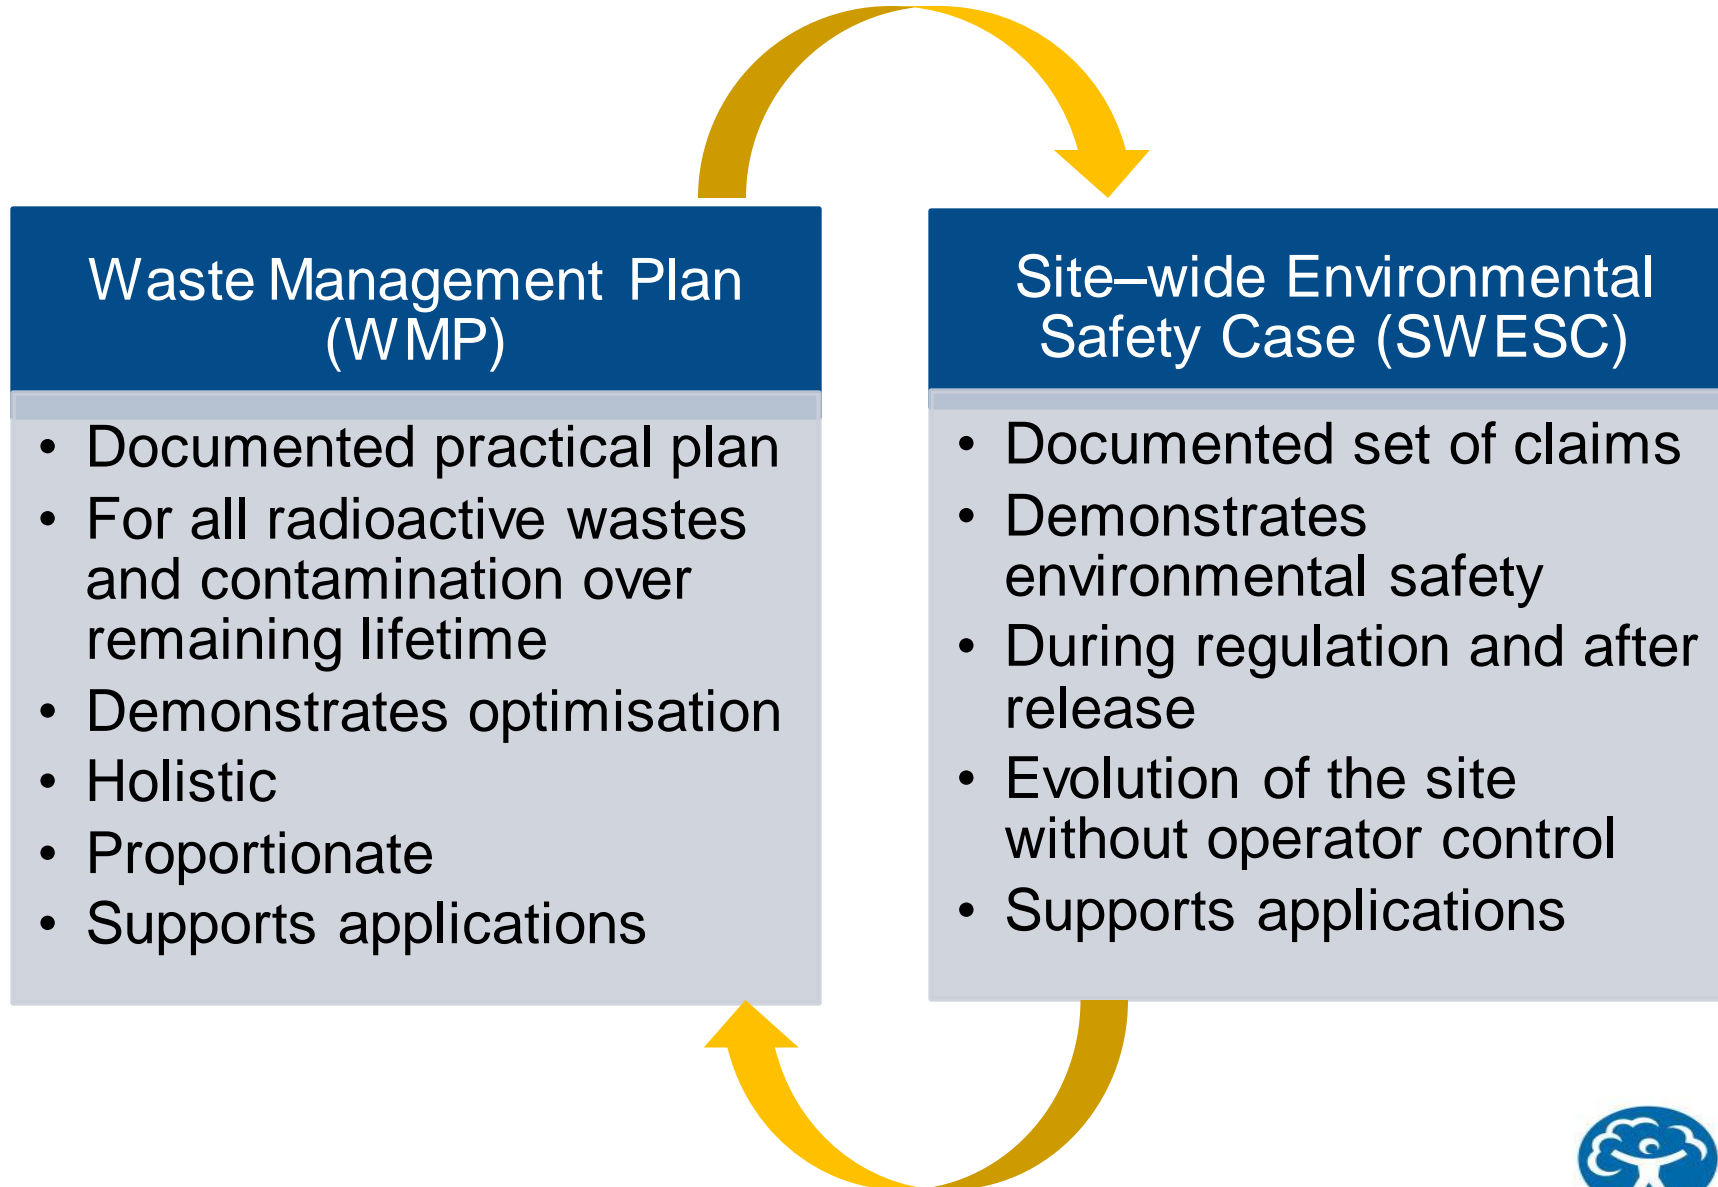 Waste Management Plan
(WMP)
• Documented practical plan
• For all radioactive wastes
and contamination over
remaining lifetime
• Demonstrates optimisation
• Holistic
• Proportionate
• Supports applications
Site–wide Environmental
Safety Case (SWESC)
• Documented set of claims
• Demonstrates
environmental safety
• During regulation and after
release
• Evolution of the site
without operator control
• Supports applications